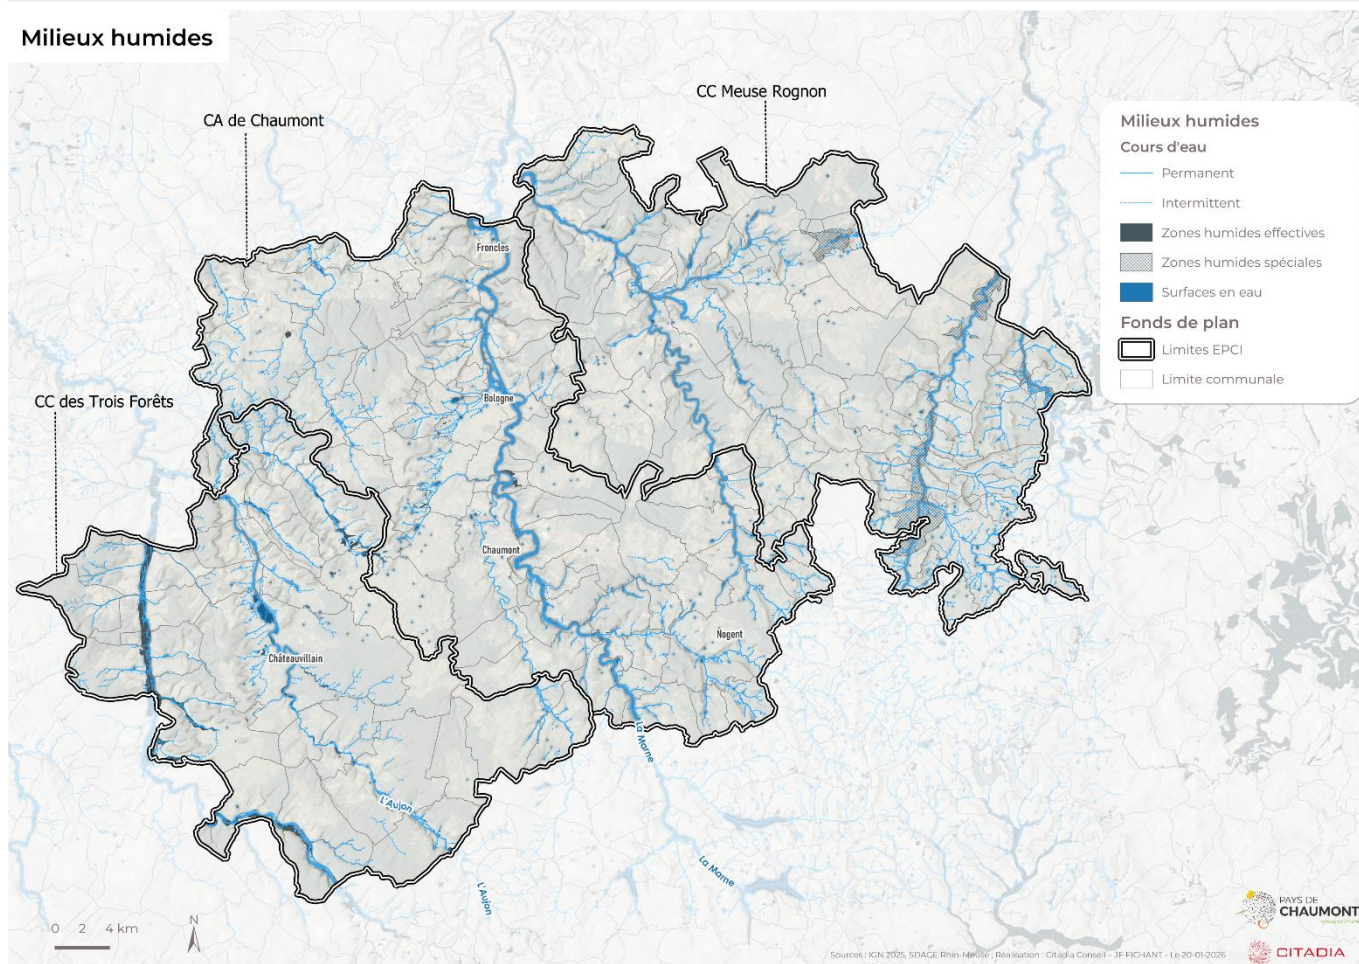 Milieux humides
CC Meuse Rognon
CA de Chaumont
Milieux humides
Cours d'eau
Permanent
Intermittent
Zones humides effectives
Zones humides spéciales
Surfaces en eau
Fonds de plan
Limites EPCI
Limite communale
Froncles
CC des Trois Forêts
Bologne
Chaumont
Nogent
Châteauvillain
La Marne
L'Aujon
La Marne
L'Aujon
0 2 4 km
N
PAYS DE
CHAUMONT
Sources : IGN 2025, SDAGE Rhin-Meuse ; Réalisation : Citadia Conseil - JF FICHANT - Le 20-01-2026
CITADIA